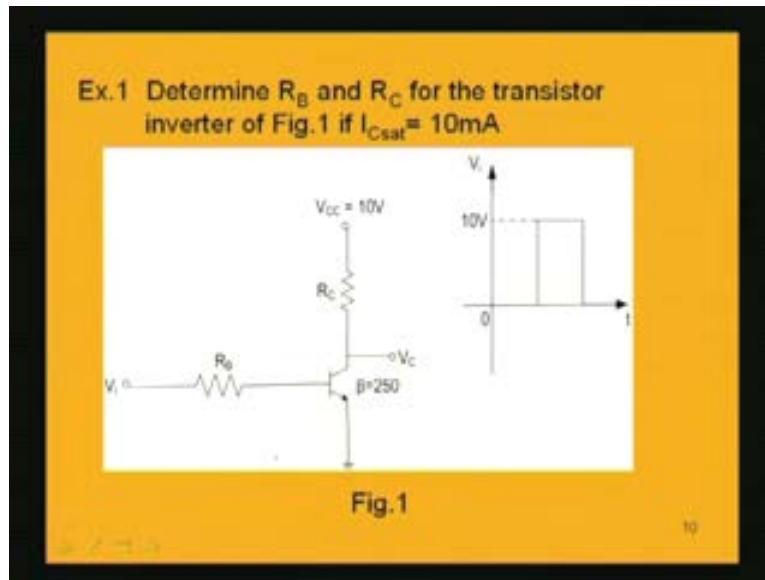 Ex.1 Determine R_B and R_C for the transistor
inverter of Fig.1 if I_Csat= 10mA
V_i
V_CC = 10V
10V
R_C
0
t
V_C
R_B
V_i
β=250
Fig.1
10